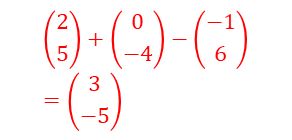 (2 5) + (0 −4) − (−1 6)
= (3 −5)